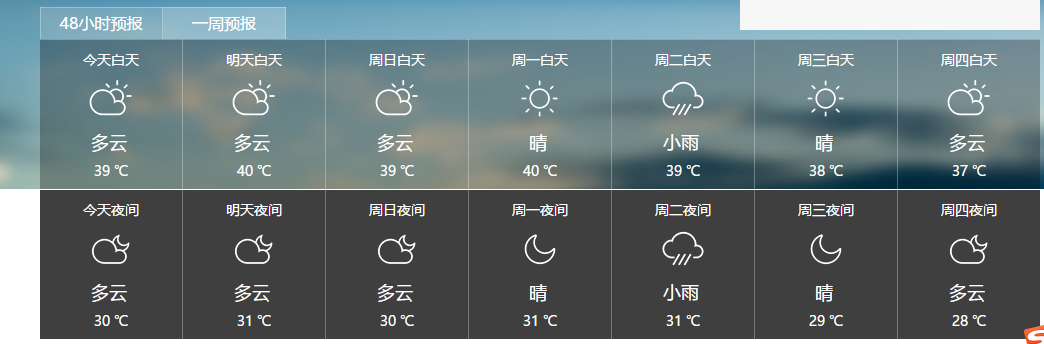 48小时预报 一周预报
今天白天 明天白天 周日白天 周一白天 周二白天 周三白天 周四白天
多云 多云 多云 晴 小雨 晴 多云
39 ℃ 40 ℃ 39 ℃ 40 ℃ 39 ℃ 38 ℃ 37 ℃
今天夜间 明天夜间 周日夜间 周一夜间 周二夜间 周三夜间 周四夜间
多云 多云 多云 晴 小雨 晴 多云
30 ℃ 31 ℃ 30 ℃ 31 ℃ 31 ℃ 29 ℃ 28 ℃